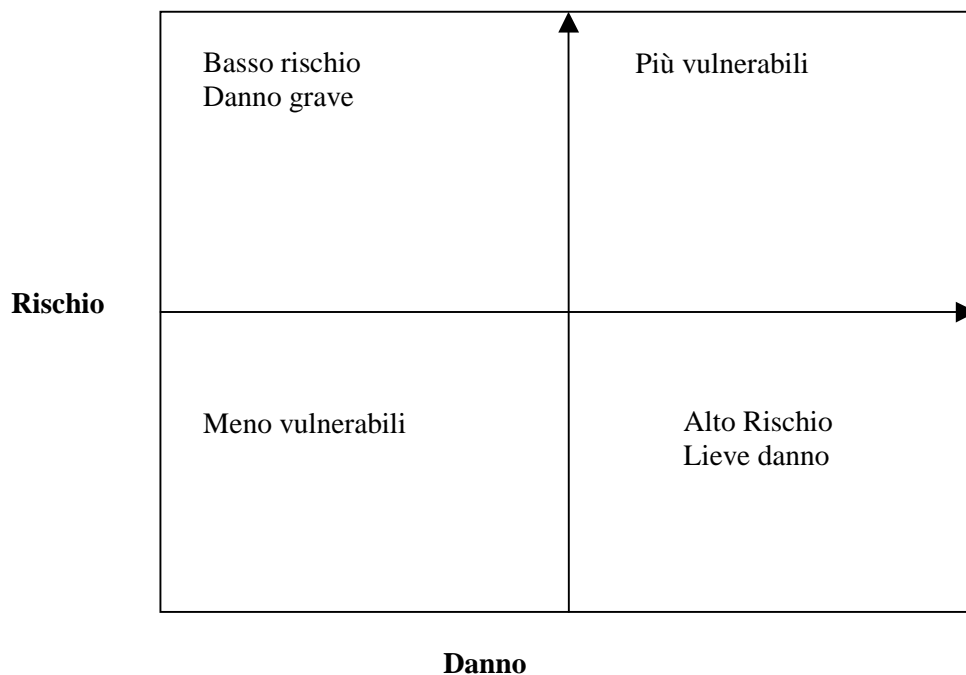 Basso rischio
Danno grave
Più vulnerabili
Rischio
Meno vulnerabili
Alto Rischio
Lieve danno
Danno